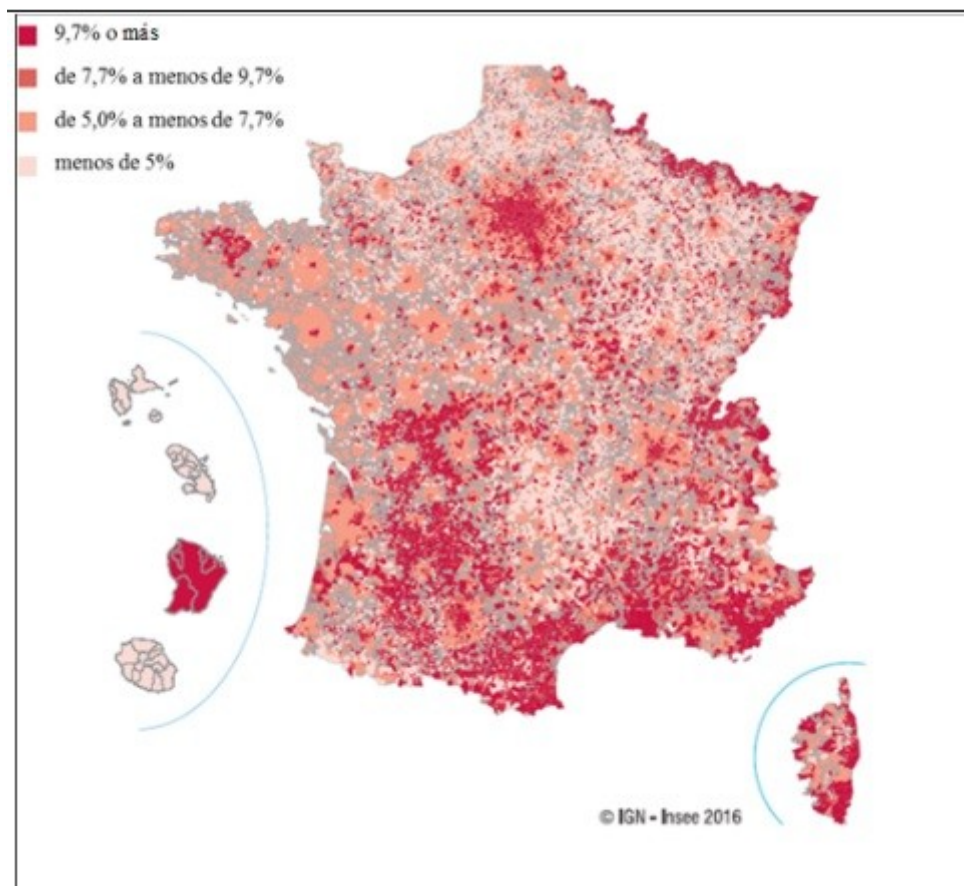 9,7% o más
de 7,7% a menos de 9,7%
de 5,0% a menos de 7,7%
menos de 5%
© IGN - Insee 2016